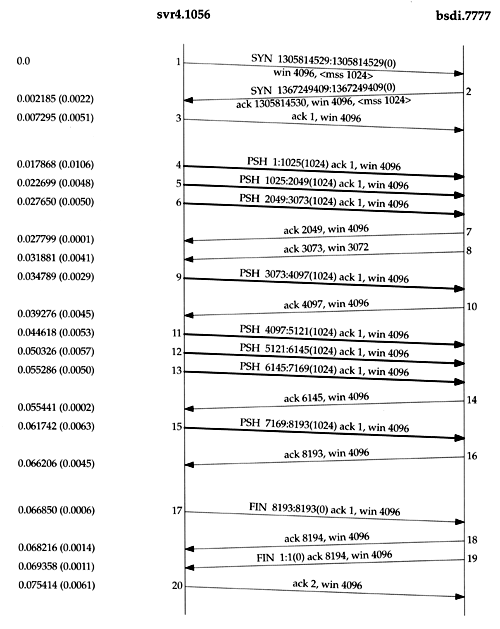 svr4.1056 bsdi.7777
0.0 1 SYN 1305814529:1305814529(0)
win 4096, <mss 1024>
0.002185 (0.0022) SYN 1367249409:1367249409(0) 2
ack 1305814530, win 4096, <mss 1024>
0.007295 (0.0051) 3 ack 1, win 4096
0.017868 (0.0106) 4 PSH 1:1025(1024) ack 1, win 4096
0.022699 (0.0048) 5 PSH 1025:2049(1024) ack 1, win 4096
0.027650 (0.0050) 6 PSH 2049:3073(1024) ack 1, win 4096
0.027799 (0.0001) ack 2049, win 4096 7
0.031881 (0.0041) ack 3073, win 3072 8
0.034789 (0.0029) 9 PSH 3073:4097(1024) ack 1, win 4096
0.039276 (0.0045) ack 4097, win 4096 10
0.044618 (0.0053) 11 PSH 4097:5121(1024) ack 1, win 4096
0.050326 (0.0057) 12 PSH 5121:6145(1024) ack 1, win 4096
0.055286 (0.0050) 13 PSH 6145:7169(1024) ack 1, win 4096
0.055441 (0.0002) ack 6145, win 4096 14
0.061742 (0.0063) 15 PSH 7169:8193(1024) ack 1, win 4096
0.066206 (0.0045) ack 8193, win 4096 16
0.066850 (0.0006) 17 FIN 8193:8193(0) ack 1, win 4096
0.068216 (0.0014) ack 8194, win 4096 18
0.069358 (0.0011) FIN 1:1(0) ack 8194, win 4096 19
0.075414 (0.0061) 20 ack 2, win 4096